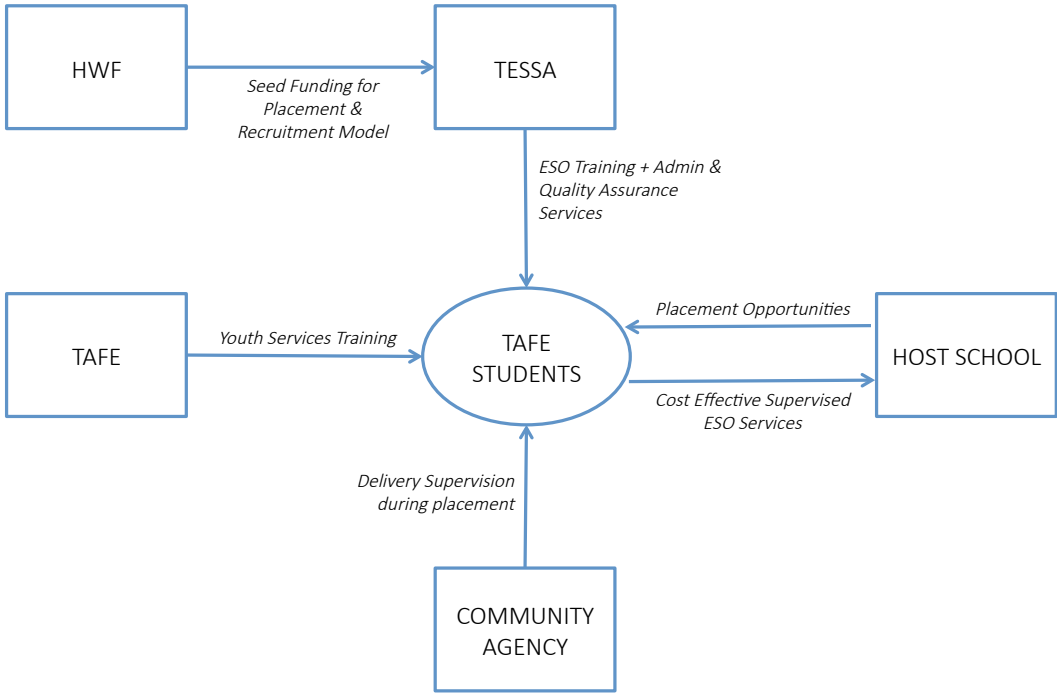 HWF
Seed Funding for
Placement &
Recruitment Model
TESSA
ESO Training + Admin &
Quality Assurance
Services
TAFE
Youth Services Training
TAFE
STUDENTS
Placement Opportunities
HOST SCHOOL
Cost Effective Supervised
ESO Services
Delivery Supervision
during placement
COMMUNITY
AGENCY